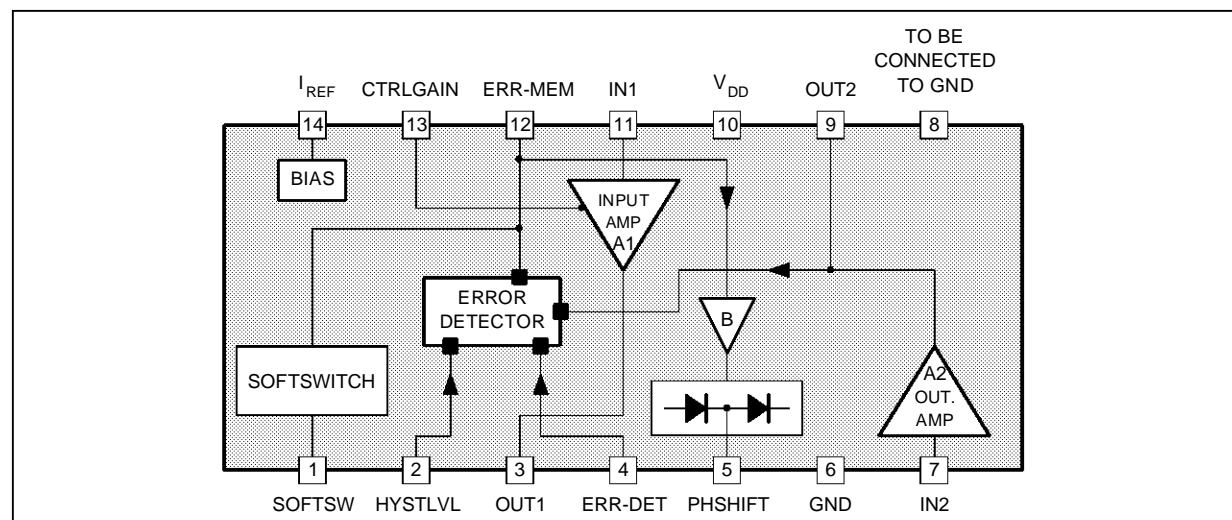 TO BE
CONNECTED
TO GND
I_REF CTRLGAIN ERR-MEM IN1 V_DD OUT2
14 13 12 11 10 9 8
BIAS
INPUT
AMP
A1
ERROR
DETECTOR
B
SOFTSWITCH
A2
OUT.
AMP
1 2 3 4 5 6 7
SOFTSW HYSTLVL OUT1 ERR-DET PHSHIFT GND IN2